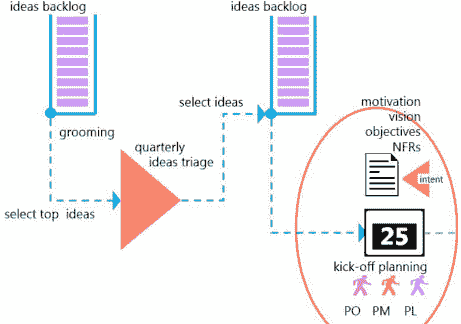 ideas backlog
ideas backlog
grooming
select top ideas
quarterly
ideas triage
select ideas
motivation
vision
objectives
NFRs
intent
25
kick-off planning
PO PM PL